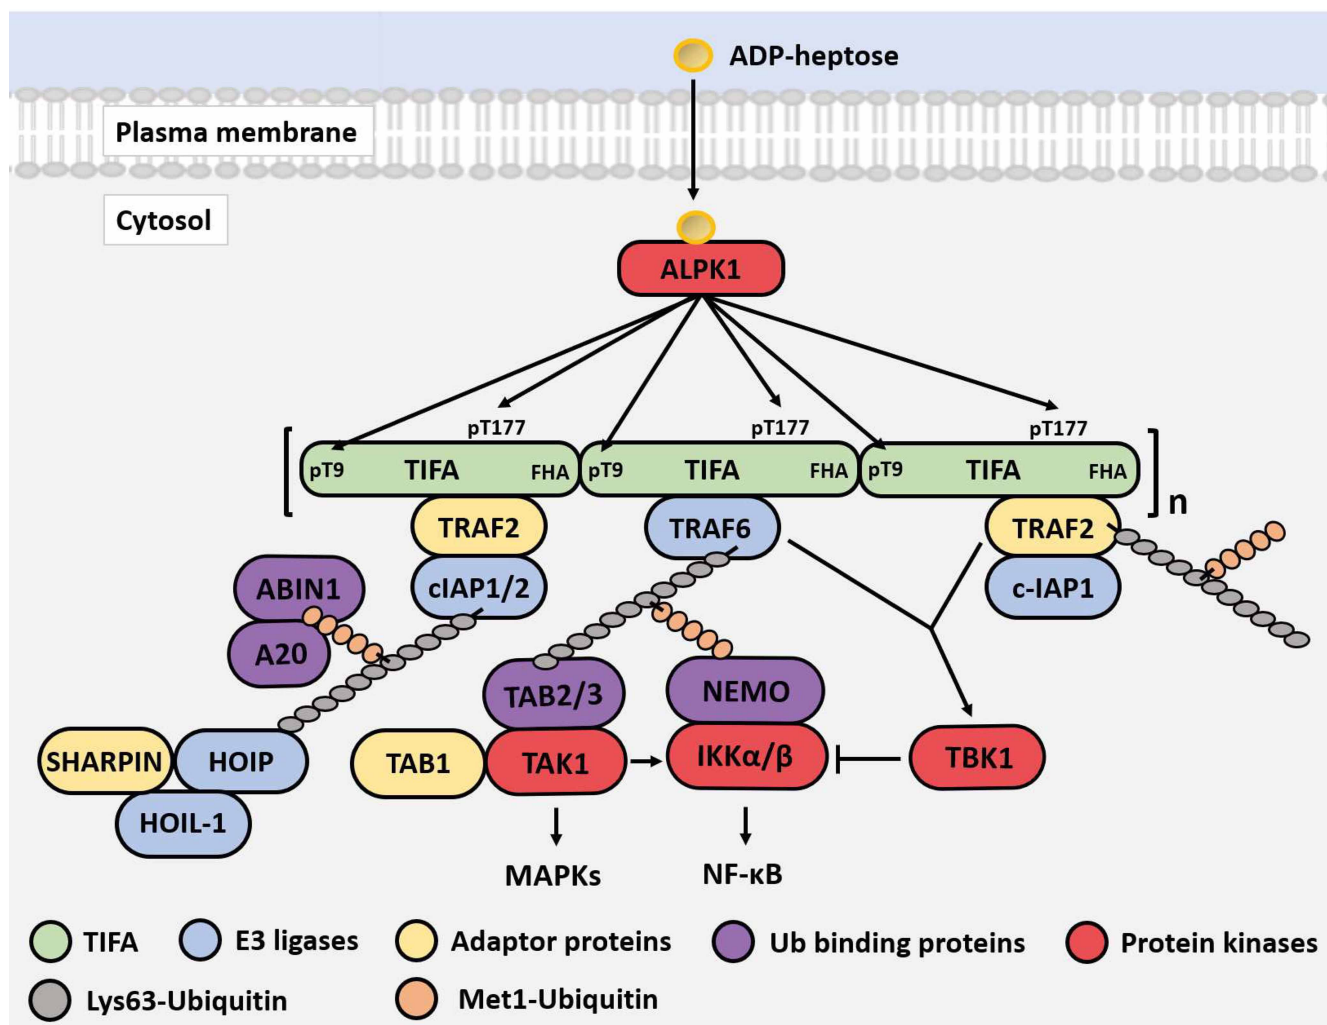 ADP-heptose
Plasma membrane
Cytosol
ALPK1
pT177 pT177 pT177
pT9 TIFA FHA pT9 TIFA FHA pT9 TIFA FHA
n
TRAF2 TRAF6 TRAF2
ABIN1 cIAP1/2 c-IAP1
A20
TAB2/3 NEMO
SHARPIN HOIP TAB1 TAK1 IKKα/β TBK1
HOIL-1
MAPKs NF-κB
TIFA E3 ligases Adaptor proteins Ub binding proteins Protein kinases
Lys63-Ubiquitin Met1-Ubiquitin